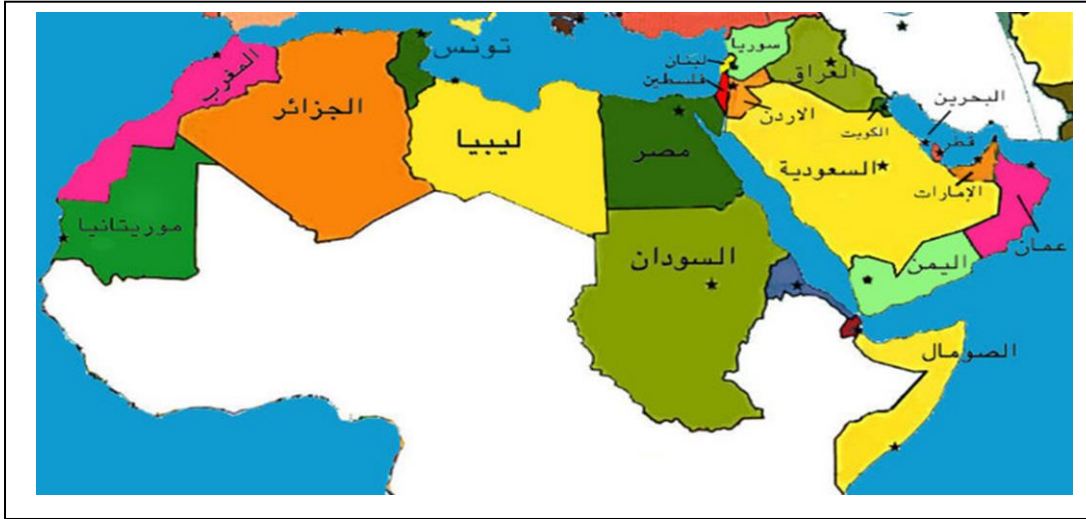 المغرب
الجزائر
تونس
ليبيا
مصر
موريتانيا
السودان
الصومال
سوريا
لبنان
فلسطين
الاردن
العراق
الكويت
البحرين
قطر
السعودية
الإمارات
عمان
اليمن